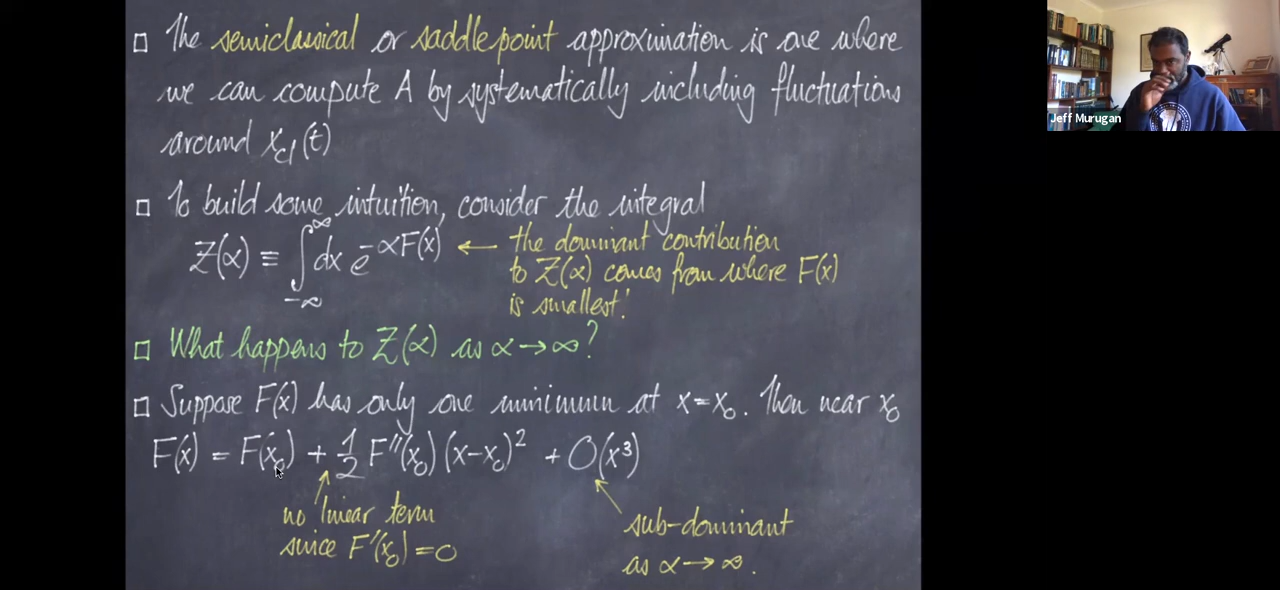 □ The semiclassical or saddlepoint approximation is one where
we can compute A by systematically including fluctuations
around x_cl(t)
□ To build some intuition, consider the integral
Z(α) ≡ ∫_{-∞}^{∞} dx e^{-αF(x)} ← the dominant contribution
to Z(α) comes from where F(x)
is smallest!
□ What happens to Z(α) as α→∞?
□ Suppose F(x) has only one minimum at x=x₀. Then near x₀
F(x) = F(x₀) + ½ F''(x₀)(x-x₀)² + O(x³)
no linear term
since F'(x₀)=0
sub-dominant
as α→∞.
Jeff Murugan